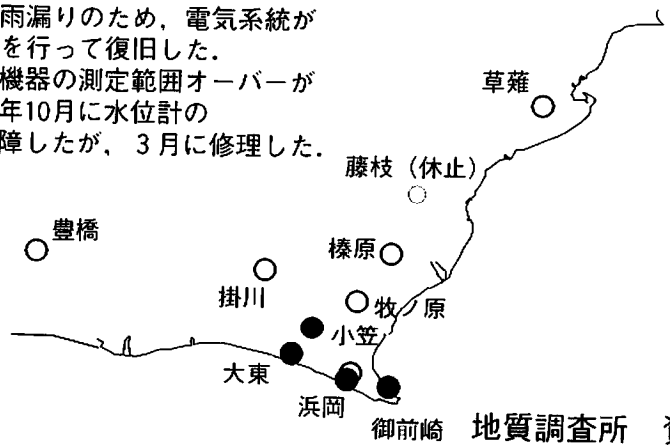 雨漏りのため，電気系統が
を行って復旧した．
機器の測定範囲オーバーが
年10月に水位計の
障したが，３月に修理した．
草薙
藤枝（休止）
豊橋
榛原
掛川
牧ノ原
小笠
大東
浜岡
御前崎
地質調査所